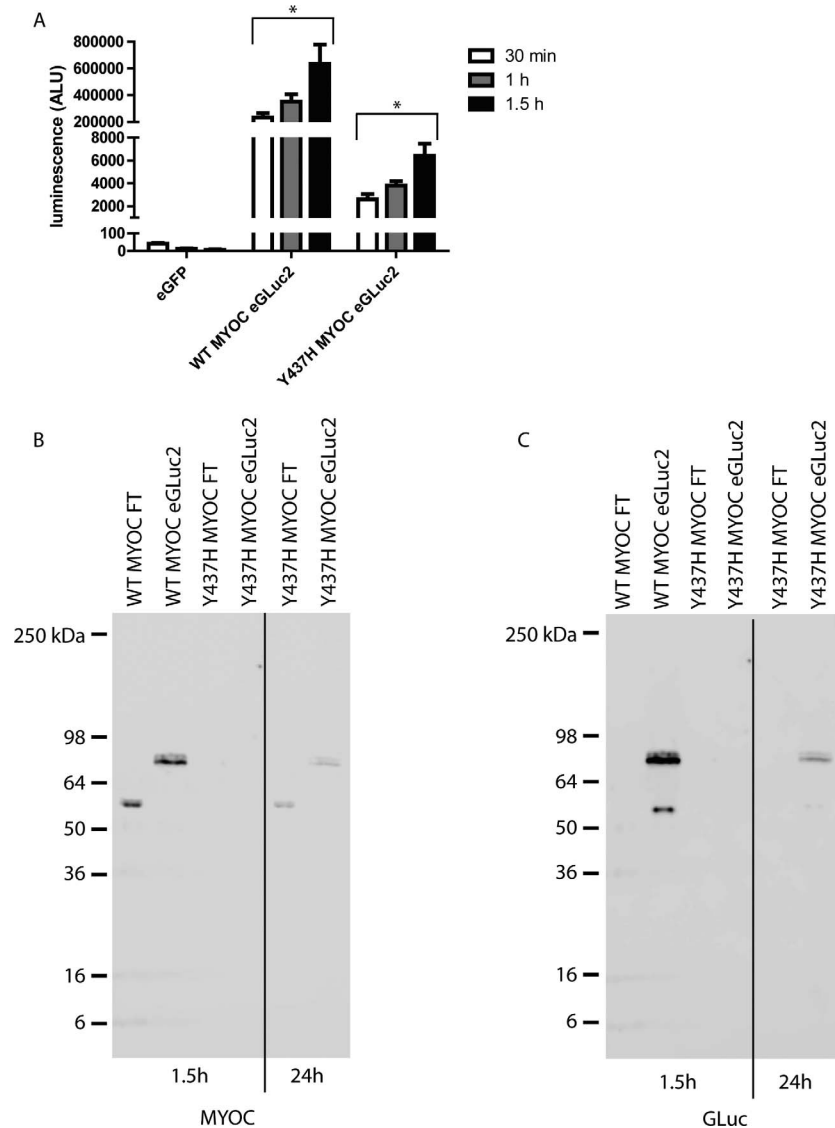 A
*
800000
600000
400000
200000
8000
6000
4000
2000
100
0
luminescence (ALU)
*
30 min
1 h
1.5 h
eGFP
WT MYOC eGLuc2
Y437H MYOC eGLuc2
B
WT MYOC FT
WT MYOC eGLuc2
Y437H MYOC FT
Y437H MYOC eGLuc2
Y437H MYOC FT
Y437H MYOC eGLuc2
250 kDa
98
64
50
36
16
6
1.5h
24h
MYOC
C
WT MYOC FT
WT MYOC eGLuc2
Y437H MYOC FT
Y437H MYOC eGLuc2
Y437H MYOC FT
Y437H MYOC eGLuc2
250 kDa
98
64
50
36
16
6
1.5h
24h
GLuc